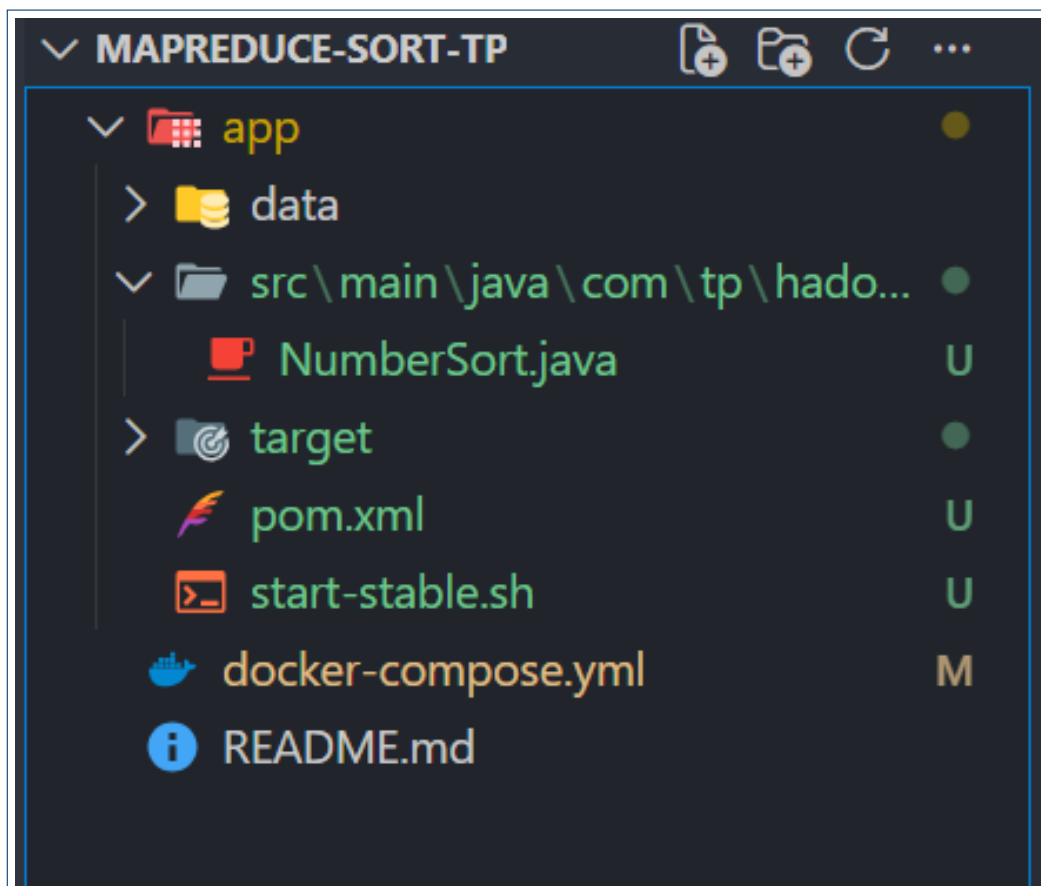 MAPREDUCE-SORT-TP
app
data
src\main\java\com\tp\hado...
NumberSort.java U
target
pom.xml U
start-stable.sh U
docker-compose.yml M
README.md